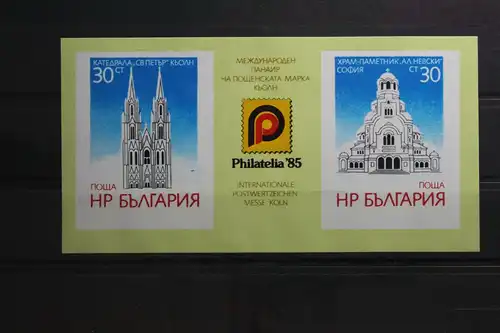 КАТЕДРАЛА „СВ ПЕТЪР" КЬОЛН
30 СТ
ПОЩА
НР БЪЛГАРИЯ
МЕЖДУНАРОДЕН
ПАНАИР
НА ПОЩЕНСКАТА МАРКА
КЬОЛН
Philatelia '85
INTERNATIONALE
POSTWERTZEICHEN
MESSE KÖLN
ХРАМ-ПАМЕТНИК „АЛ. НЕВСКИ"
СОФИЯ
СТ 30
ПОЩА
НР БЪЛГАРИЯ